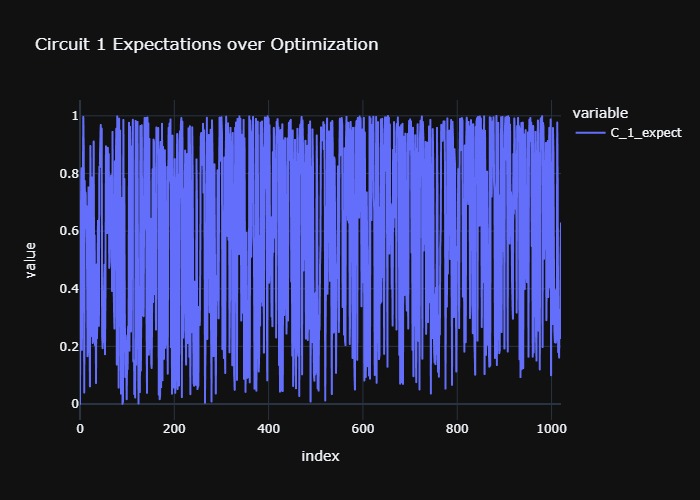 Circuit 1 Expectations over Optimization
variable
C_1_expect
value
1
0.8
0.6
0.4
0.2
0
0 200 400 600 800 1000
index